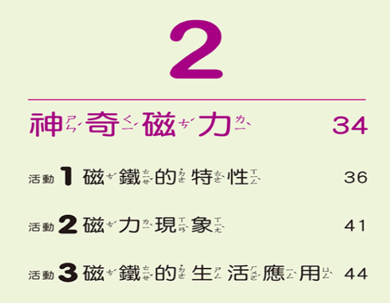 2
神奇磁力 34
活動1 磁鐵的特性 36
活動2 磁力現象 41
活動3 磁鐵的生活應用 44